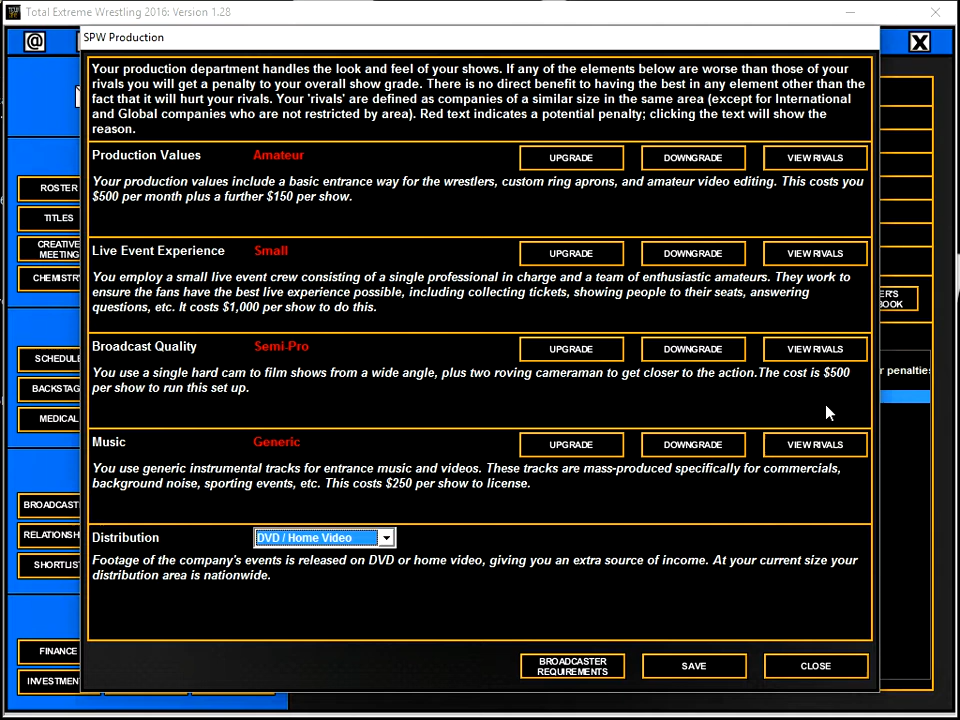 Total Extreme Wrestling 2016: Version 1.28
SPW Production
@
X
Your production department handles the look and feel of your shows. If any of the elements below are worse than those of your
rivals you will get a penalty to your overall show grade. There is no direct benefit to having the best in any element other than the
fact that it will hurt your rivals. Your 'rivals' are defined as companies of a similar size in the same area (except for International
and Global companies who are not restricted by area). Red text indicates a potential penalty; clicking the text will show the
reason.
Production Values Amateur UPGRADE DOWNGRADE VIEW RIVALS
Your production values include a basic entrance way for the wrestlers, custom ring aprons, and amateur video editing. This costs you
$500 per month plus a further $150 per show.
Live Event Experience Small UPGRADE DOWNGRADE VIEW RIVALS
You employ a small live event crew consisting of a single professional in charge and a team of enthusiastic amateurs. They work to
ensure the fans have the best live experience possible, including collecting tickets, showing people to their seats, answering
questions, etc. It costs $1,000 per show to do this.
Broadcast Quality Semi-Pro UPGRADE DOWNGRADE VIEW RIVALS
You use a single hard cam to film shows from a wide angle, plus two roving cameraman to get closer to the action.The cost is $500
per show to run this set up.
Music Generic UPGRADE DOWNGRADE VIEW RIVALS
You use generic instrumental tracks for entrance music and videos. These tracks are mass-produced specifically for commercials,
background noise, sporting events, etc. This costs $250 per show to license.
Distribution DVD / Home Video
Footage of the company's events is released on DVD or home video, giving you an extra source of income. At your current size your
distribution area is nationwide.
BROADCASTER
REQUIREMENTS
SAVE
CLOSE
ROSTER
TITLES
CREATIVE
MEETING
CHEMISTR
SCHEDULE
BACKSTAG
MEDICAL
BROADCAST
RELATIONSH
SHORTLIS
FINANCE
INVESTMEN
ER'S
BOOK
r penalties